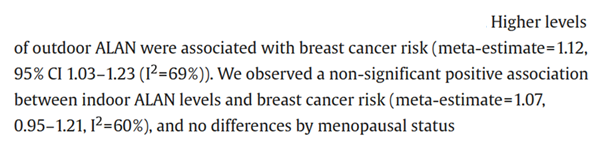 Higher levels
of outdoor ALAN were associated with breast cancer risk (meta-estimate=1.12,
95% CI 1.03–1.23 (I²=69%)). We observed a non-significant positive association
between indoor ALAN levels and breast cancer risk (meta-estimate=1.07,
0.95–1.21, I²=60%), and no differences by menopausal status